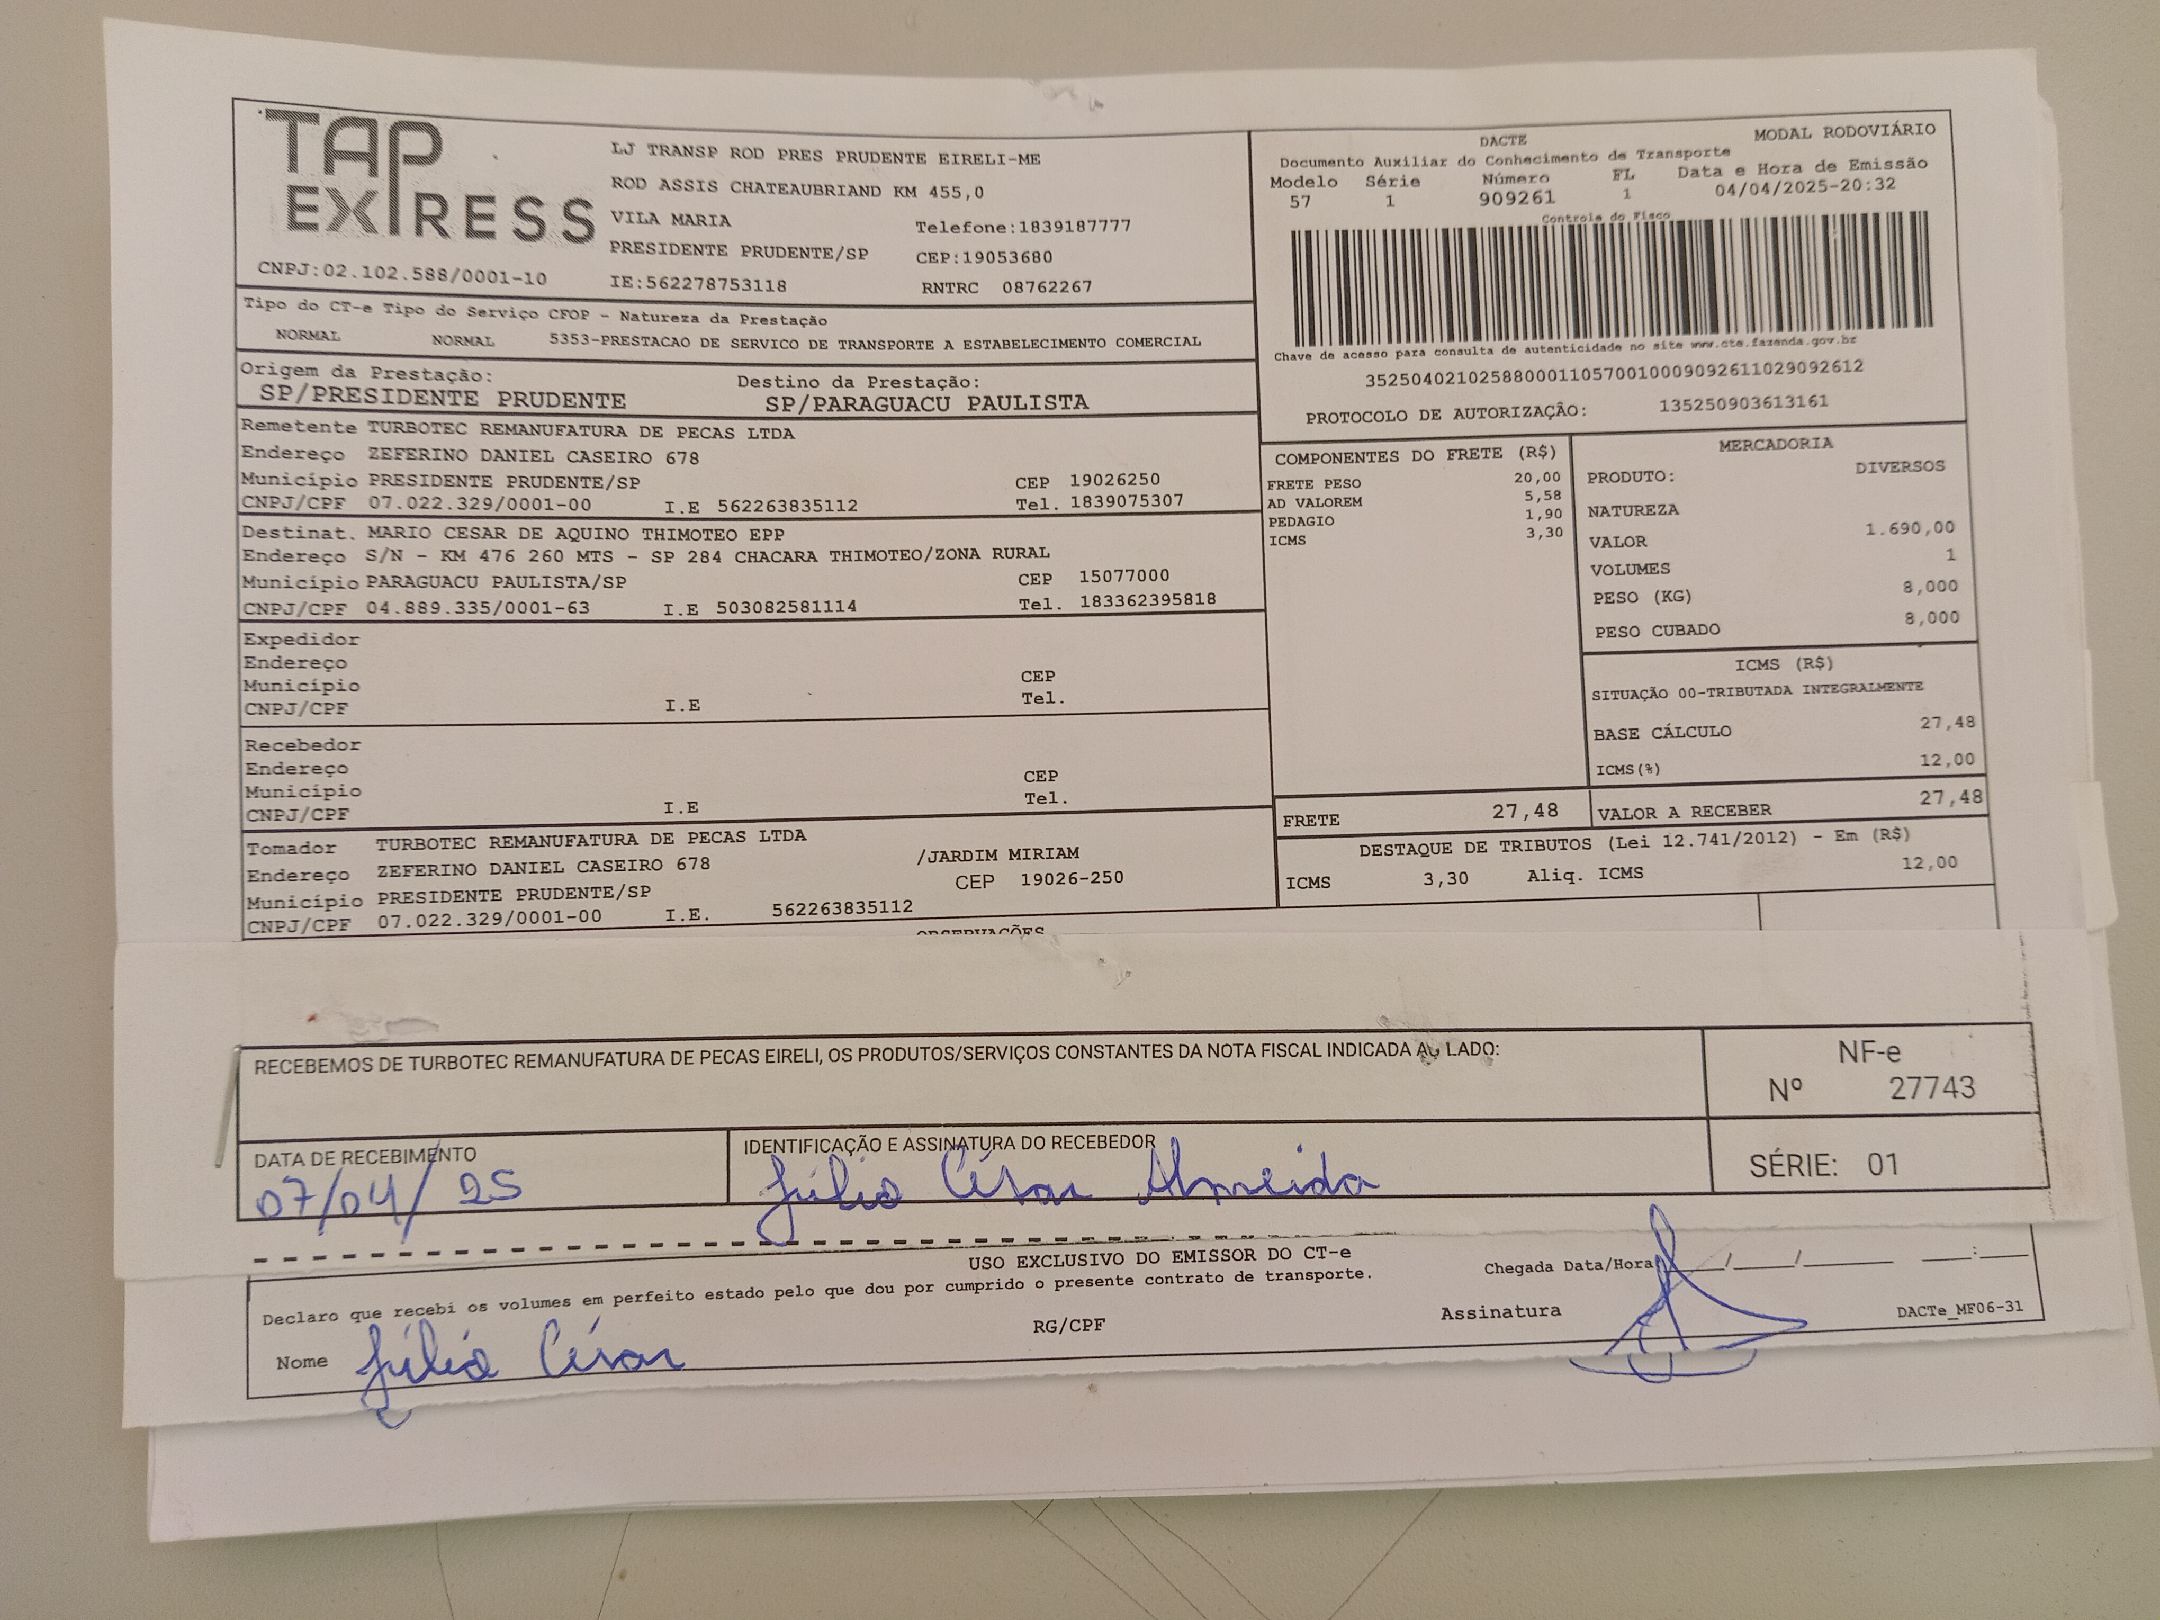 TAP
EXPRESS
CNPJ:02.102.588/0001-10
LJ TRANSP ROD PRES PRUDENTE EIRELI-ME
ROD ASSIS CHATEAUBRIAND KM 455,0
VILA MARIA Telefone:1839187777
PRESIDENTE PRUDENTE/SP CEP:19053680
IE:562278753118 RNTRC 08762267
DACTE MODAL RODOVIÁRIO
Documento Auxiliar do Conhecimento de Transporte
Modelo Série Número FL Data e Hora de Emissão
57 1 909261 1 04/04/2025-20:32
Controle do Fisco
Chave de acesso para consulta de autenticidade no site www.cte.fazenda.gov.br
35250402102588000110570010009092611029092612
PROTOCOLO DE AUTORIZAÇÃO: 135250903613161
Tipo do CT-e Tipo do Serviço CFOP - Natureza da Prestação
NORMAL NORMAL 5353-PRESTACAO DE SERVICO DE TRANSPORTE A ESTABELECIMENTO COMERCIAL
Origem da Prestação: Destino da Prestação:
SP/PRESIDENTE PRUDENTE SP/PARAGUACU PAULISTA
Remetente TURBOTEC REMANUFATURA DE PECAS LTDA
Endereço ZEFERINO DANIEL CASEIRO 678
Município PRESIDENTE PRUDENTE/SP CEP 19026250
CNPJ/CPF 07.022.329/0001-00 I.E 562263835112 Tel. 1839075307
Destinat. MARIO CESAR DE AQUINO THIMOTEO EPP
Endereço S/N - KM 476 260 MTS - SP 284 CHACARA THIMOTEO/ZONA RURAL
Município PARAGUACU PAULISTA/SP CEP 15077000
CNPJ/CPF 04.889.335/0001-63 I.E 503082581114 Tel. 183362395818
Expedidor
Endereço
Município CEP
CNPJ/CPF I.E Tel.
Recebedor
Endereço
Município CEP
CNPJ/CPF I.E Tel.
Tomador TURBOTEC REMANUFATURA DE PECAS LTDA
Endereço ZEFERINO DANIEL CASEIRO 678 /JARDIM MIRIAM
Município PRESIDENTE PRUDENTE/SP CEP 19026-250
CNPJ/CPF 07.022.329/0001-00 I.E. 562263835112
COMPONENTES DO FRETE (R$)
FRETE PESO 20,00
AD VALOREM 5,58
PEDAGIO 1,90
ICMS 3,30
MERCADORIA
PRODUTO: DIVERSOS
NATUREZA
VALOR 1.690,00
VOLUMES 1
PESO (KG) 8,000
PESO CUBADO 8,000
ICMS (R$)
SITUAÇÃO 00-TRIBUTADA INTEGRALMENTE
BASE CÁLCULO 27,48
ICMS(%) 12,00
FRETE 27,48 VALOR A RECEBER 27,48
DESTAQUE DE TRIBUTOS (Lei 12.741/2012) - Em (R$)
ICMS 3,30 Aliq. ICMS 12,00
OBSERVAÇÕES
RECEBEMOS DE TURBOTEC REMANUFATURA DE PECAS EIRELI, OS PRODUTOS/SERVIÇOS CONSTANTES DA NOTA FISCAL INDICADA AO LADO:
NF-e
Nº 27743
SÉRIE: 01
DATA DE RECEBIMENTO IDENTIFICAÇÃO E ASSINATURA DO RECEBEDOR
07/04/25 Júlio César Almeida
USO EXCLUSIVO DO EMISSOR DO CT-e
Declaro que recebi os volumes em perfeito estado pelo que dou por cumprido o presente contrato de transporte.
Chegada Data/Hora __/__/____ __:__
Nome Júlio César RG/CPF Assinatura
DACTe_MF06-31